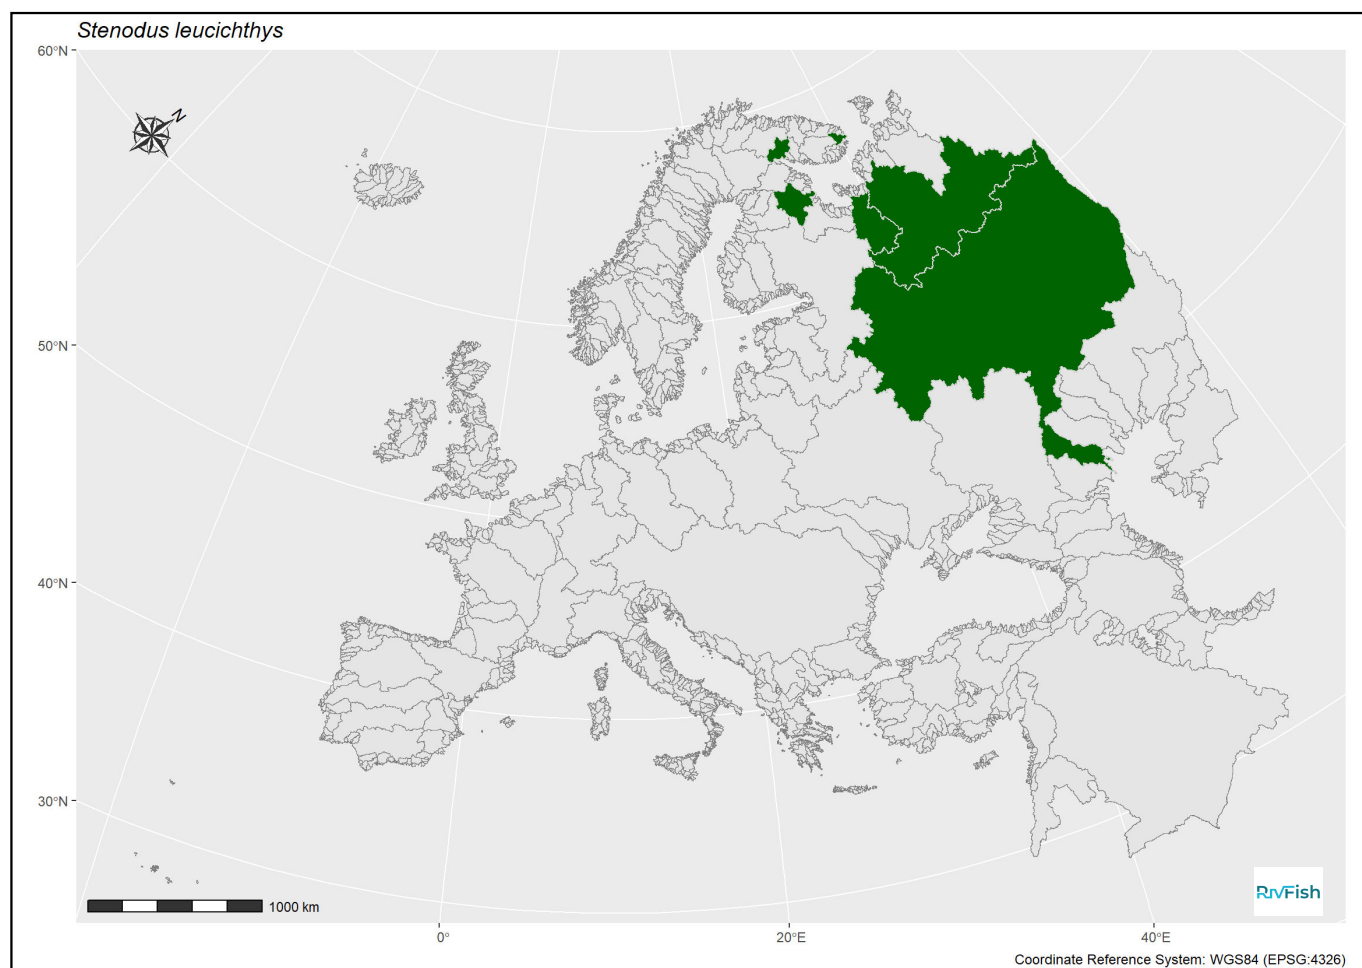 Stenodus leucichthys
60°N
N
50°N
40°N
30°N
1000 km
RivFish
0°
20°E
40°E
Coordinate Reference System: WGS84 (EPSG:4326)